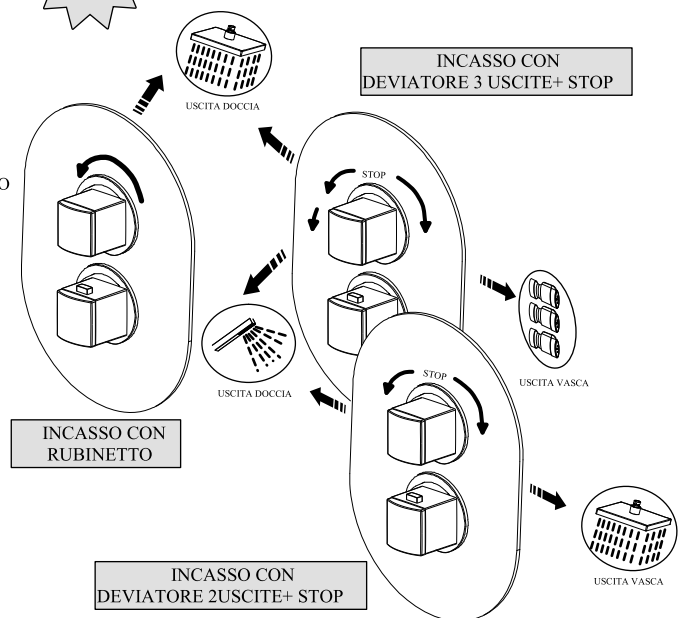 USCITA DOCCIA
INCASSO CON
DEVIATORE 3 USCITE+ STOP
O
STOP
USCITA VASCA
USCITA DOCCIA
STOP
INCASSO CON
RUBINETTO
INCASSO CON
DEVIATORE 2USCITE+ STOP
USCITA VASCA